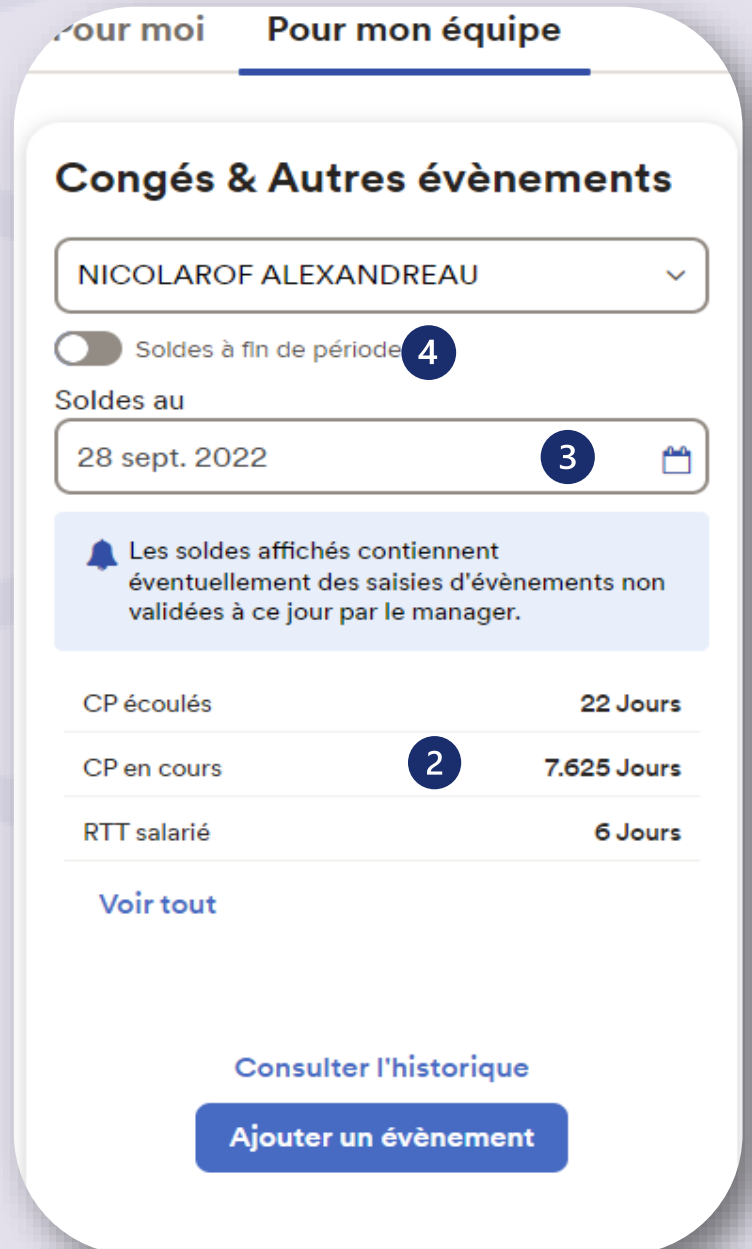 Pour moi Pour mon équipe
Congés & Autres évènements
NICOLAROF ALEXANDREAU
Soldes à fin de période 4
Soldes au
28 sept. 2022 3
Les soldes affichés contiennent
éventuellement des saisies d'évènements non
validées à ce jour par le manager.
CP écoulés 22 Jours
CP en cours 2 7.625 Jours
RTT salarié 6 Jours
Voir tout
Consulter l'historique
Ajouter un évènement